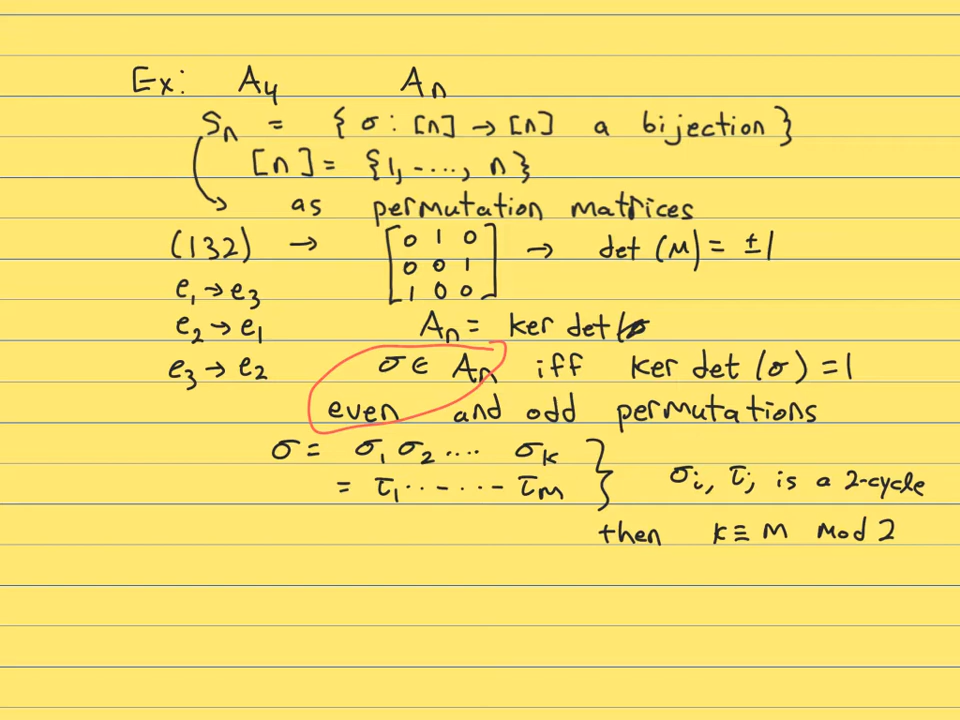 Ex: A₄ Aₙ
Sₙ = { σ : [n] → [n] a bijection }
[n] = {1, ..., n}
→ as permutation matrices
(132) → [0 1 0 → det (M) = ±1
0 0 1
e₁ → e₃ 1 0 0]
e₂ → e₁ Aₙ = ker det
e₃ → e₂ σ ∈ Aₙ iff ker det (σ) = 1
even and odd permutations
σ = σ₁ σ₂ .... σₖ
= τ₁ ....... τₘ } σᵢ, τⱼ is a 2-cycle
then k ≡ m mod 2